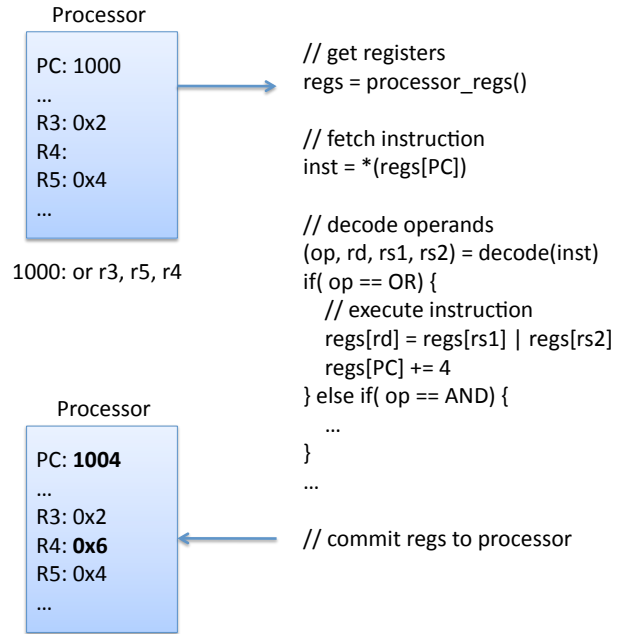 Processor
PC: 1000
...
R3: 0x2
R4:
R5: 0x4
...
1000: or r3, r5, r4
// get registers
regs = processor_regs()
// fetch instruction
inst = *(regs[PC])
// decode operands
(op, rd, rs1, rs2) = decode(inst)
if( op == OR) {
// execute instruction
regs[rd] = regs[rs1] | regs[rs2]
regs[PC] += 4
} else if( op == AND) {
...
}
...
// commit regs to processor
Processor
PC: 1004
...
R3: 0x2
R4: 0x6
R5: 0x4
...